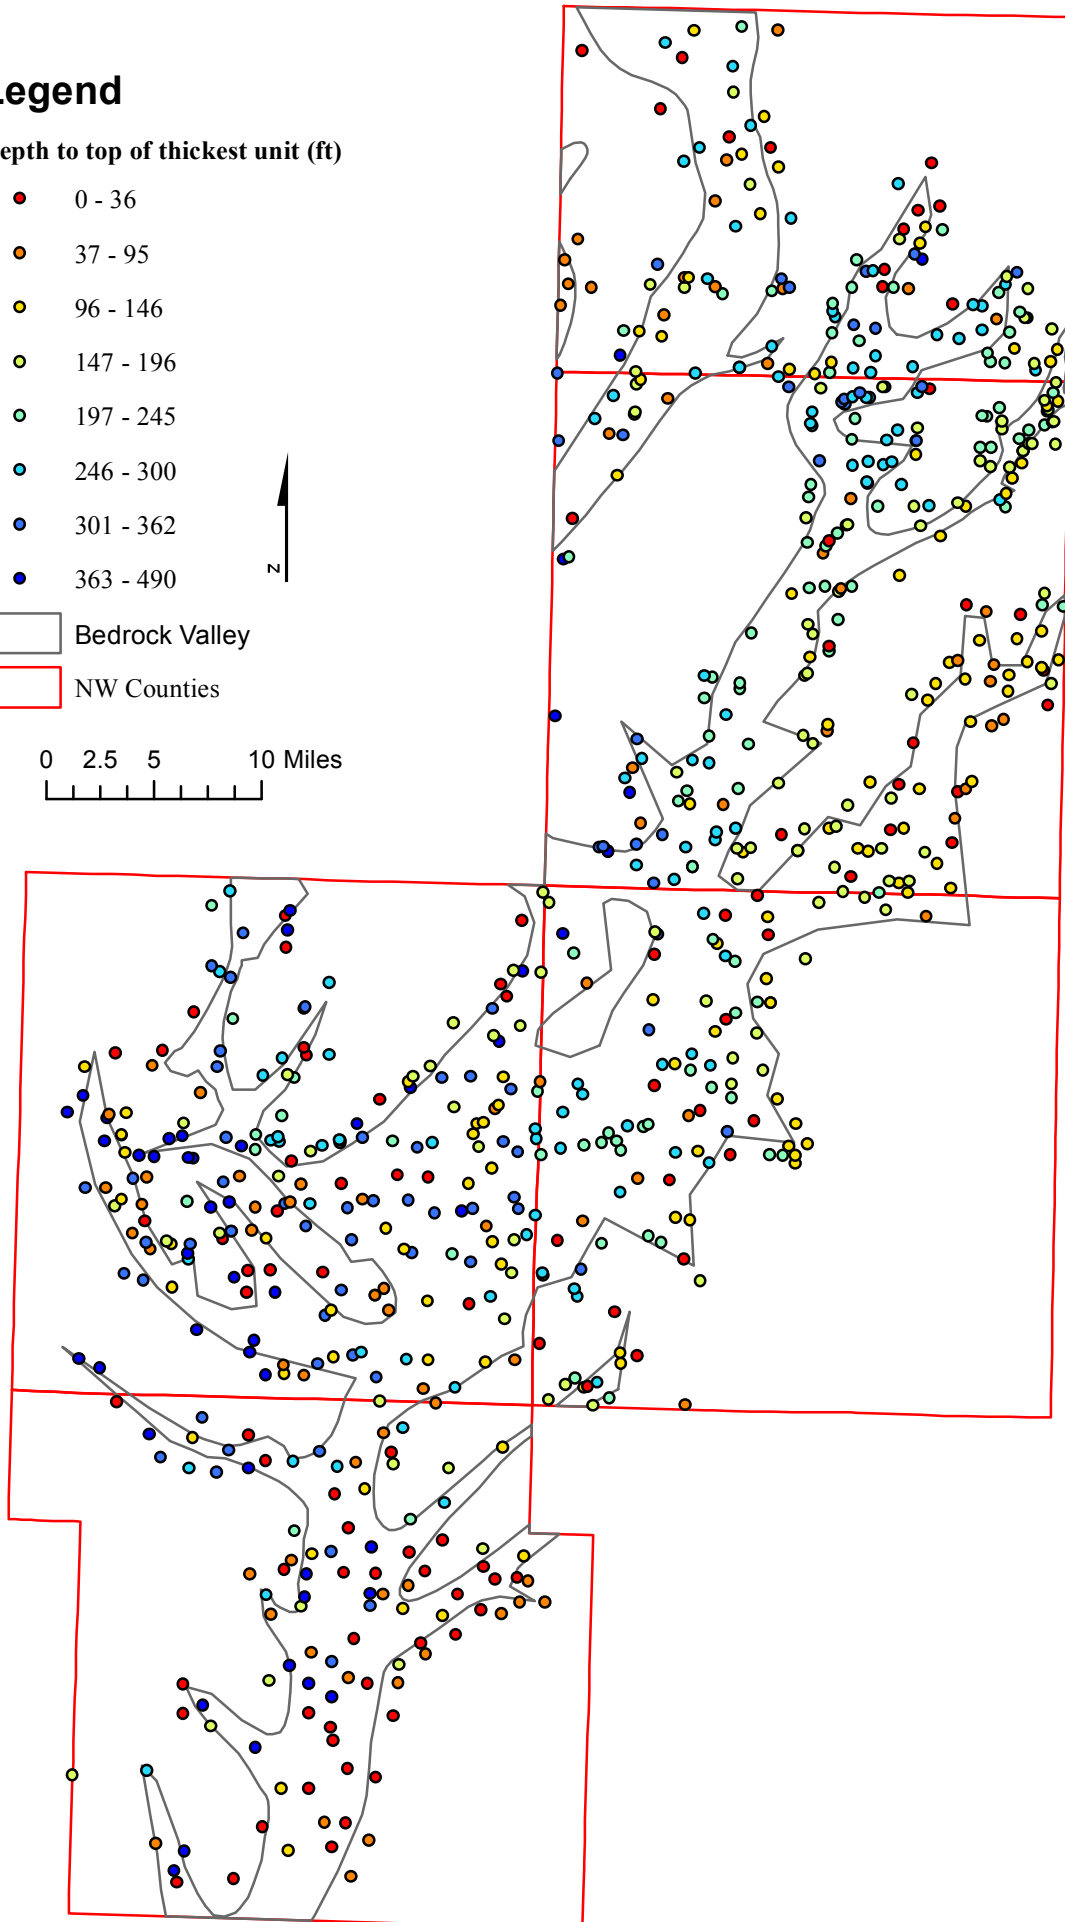 Legend
epth to top of thickest unit (ft)
0 - 36
37 - 95
96 - 146
147 - 196
197 - 245
246 - 300
301 - 362
363 - 490
Bedrock Valley
NW Counties
N
0 2.5 5 10 Miles